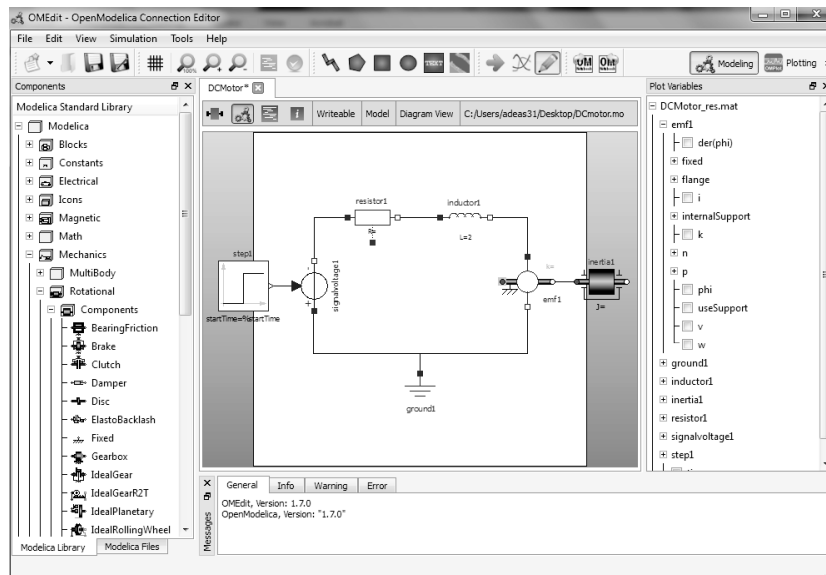 OMEdit - OpenModelica Connection Editor
File Edit View Simulation Tools Help
100%
TEXT
OM
OM
Modeling
Plotting
Components
Modelica Standard Library
Modelica
Blocks
Constants
Electrical
Icons
Magnetic
Math
Mechanics
MultiBody
Rotational
Components
BearingFriction
Brake
Clutch
Damper
Disc
ElastoBacklash
Fixed
Gearbox
IdealGear
IdealGearR2T
IdealPlanetary
IdealRollingWheel
Modelica Library
Modelica Files
DCMotor*
Writeable
Model
Diagram View
C:/Users/adeas31/Desktop/DCmotor.mo
resistor1
inductor1
R=
L=2
step1
signalvoltage1
k=
inertia1
emf1
J=
ground1
Plot Variables
DCMotor_res.mat
emf1
der(phi)
fixed
flange
i
internalSupport
k
n
p
phi
useSupport
v
w
ground1
inductor1
inertia1
resistor1
signalvoltage1
step1
Messages
General
Info
Warning
Error
OMEdit, Version: 1.7.0
OpenModelica, Version: "1.7.0"